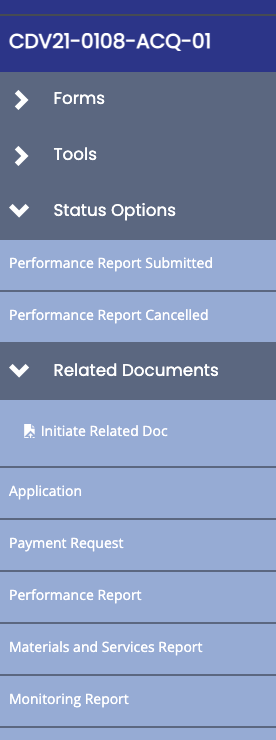 CDV21-0108-ACQ-01
Forms
Tools
Status Options
Performance Report Submitted
Performance Report Cancelled
Related Documents
Initiate Related Doc
Application
Payment Request
Performance Report
Materials and Services Report
Monitoring Report